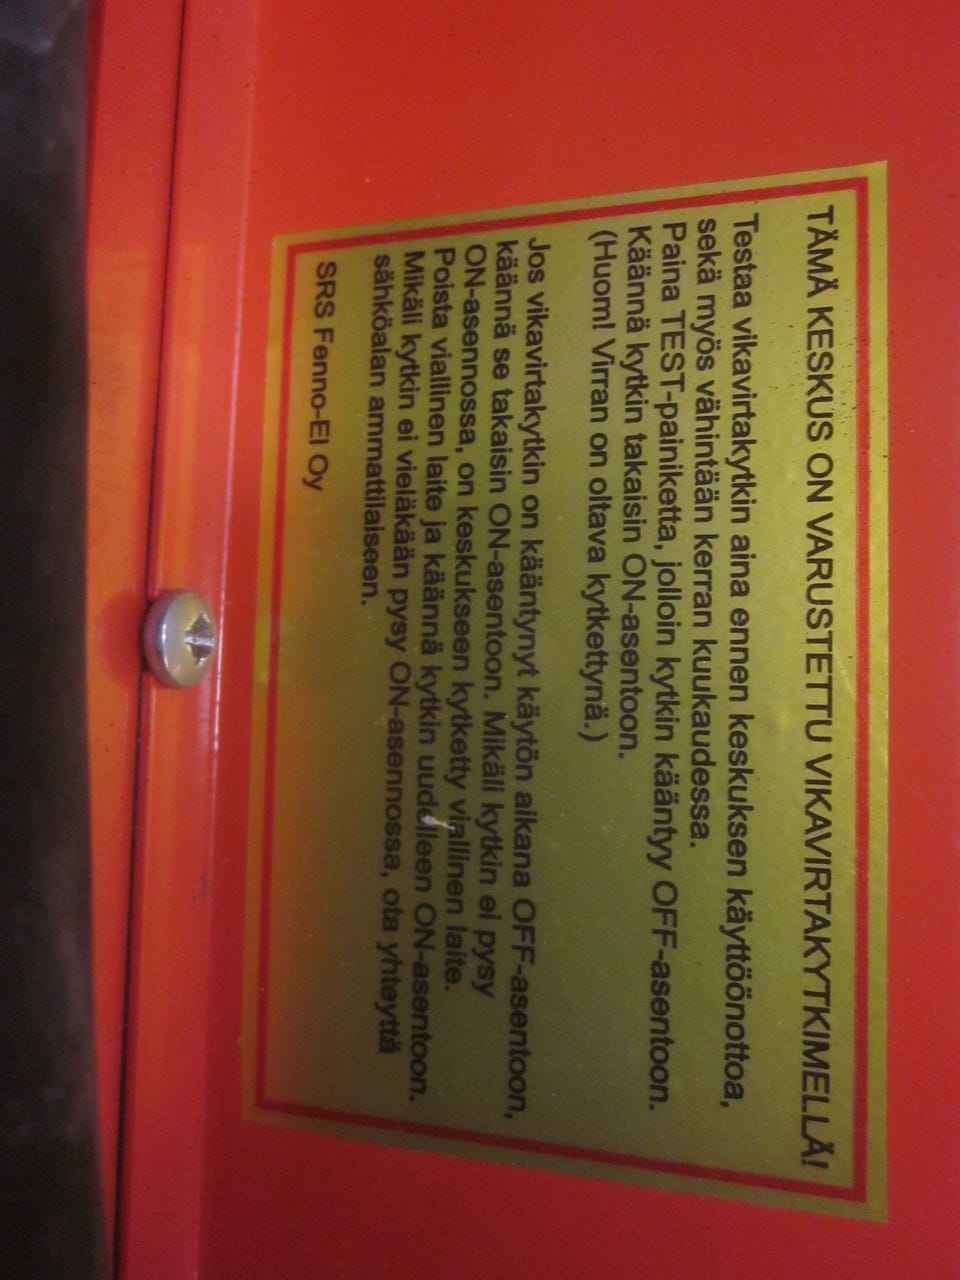 TÄMÄ KESKUS ON VARUSTETTU VIKAVIRTAKYTKIMELLÄ!
Testaa vikavirtakytkin aina ennen keskuksen käyttöönottoa,
sekä myös vähintään kerran kuukaudessa.
Paina TEST-painiketta, jolloin kytkin kääntyy OFF-asentoon.
Käännä kytkin takaisin ON-asentoon.
(Huom! Virran on oltava kytkettynä.)
Jos vikavirtakytkin on kääntynyt käytön aikana OFF-asentoon,
käännä se takaisin ON-asentoon. Mikäli kytkin ei pysy
ON-asennossa, on keskukseen kytketty viallinen laite.
Poista viallinen laite ja käännä kytkin uudelleen ON-asentoon.
Mikäli kytkin ei vieläkään pysy ON-asennossa, ota yhteyttä
sähköalan ammattilaiseen.
SRS Fenno-El Oy